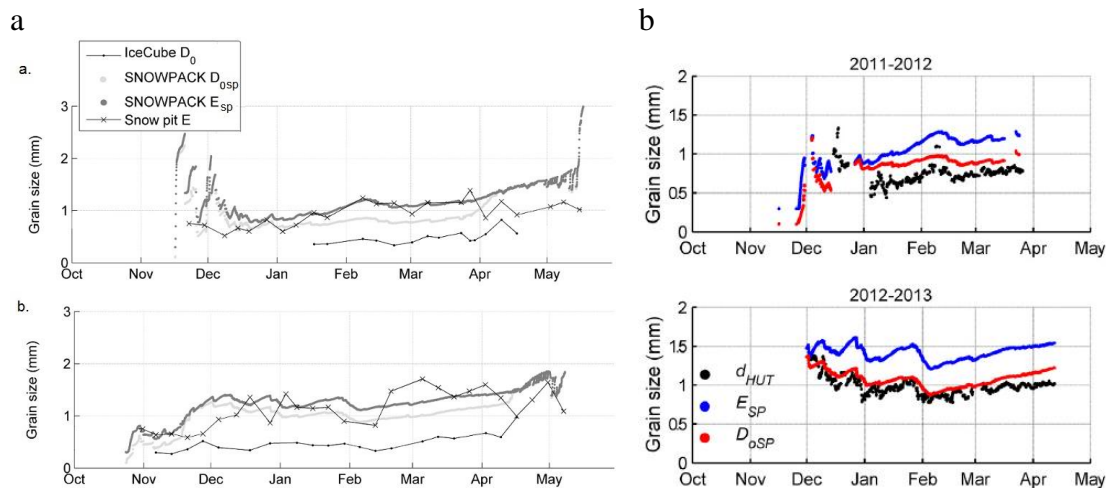 a
a.
IceCube D0
SNOWPACK D0sp
SNOWPACK Esp
Snow pit E
Grain size (mm)
3
2
1
0
Oct Nov Dec Jan Feb Mar Apr May
b.
Grain size (mm)
3
2
1
0
Oct Nov Dec Jan Feb Mar Apr May
b
2011-2012
Grain size (mm)
2
1.5
1
0.5
0
Oct Nov Dec Jan Feb Mar Apr May
2012-2013
Grain size (mm)
2
1.5
1
0.5
0
dHUT
ESP
DoSP
Oct Nov Dec Jan Feb Mar Apr May